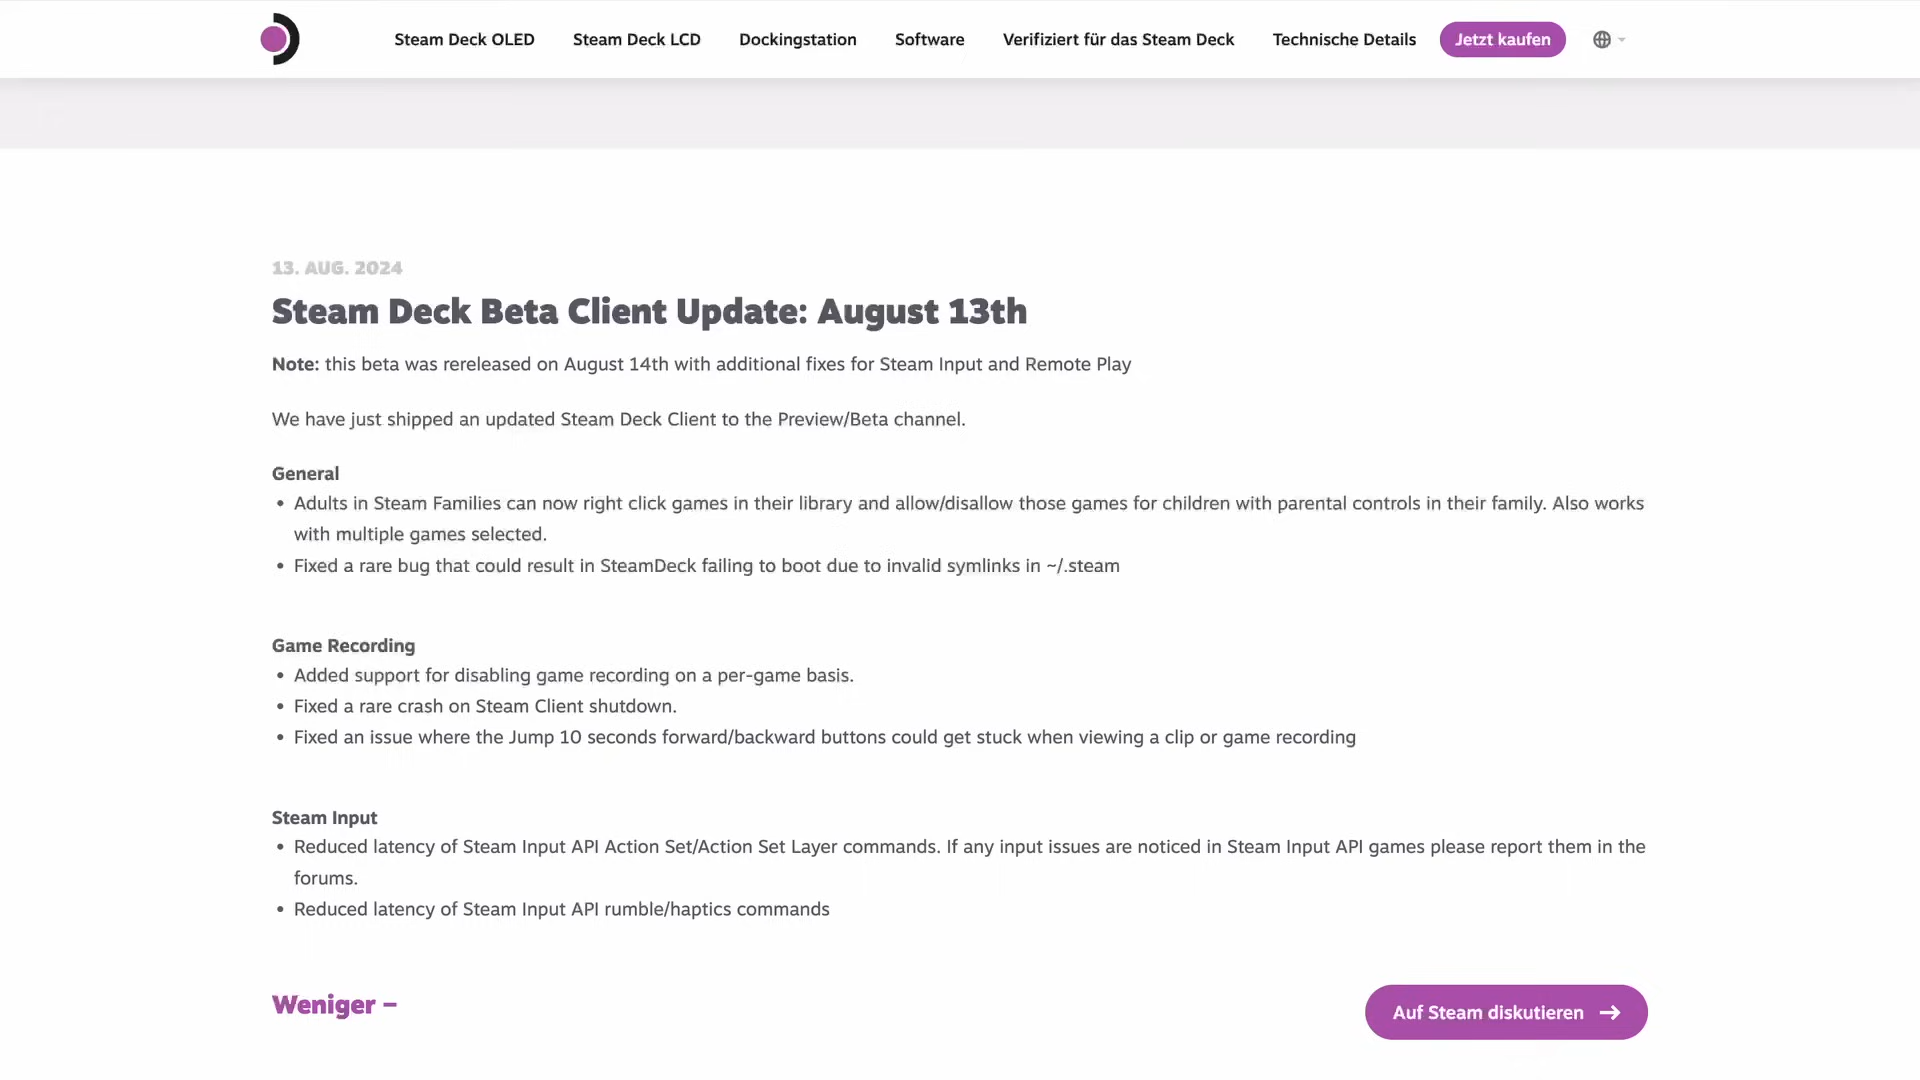 Steam Deck OLED Steam Deck LCD Dockingstation Software Verifiziert für das Steam Deck Technische Details Jetzt kaufen
13. AUG. 2024
Steam Deck Beta Client Update: August 13th
Note: this beta was rereleased on August 14th with additional fixes for Steam Input and Remote Play
We have just shipped an updated Steam Deck Client to the Preview/Beta channel.
General
• Adults in Steam Families can now right click games in their library and allow/disallow those games for children with parental controls in their family. Also works
with multiple games selected.
• Fixed a rare bug that could result in SteamDeck failing to boot due to invalid symlinks in ~/.steam
Game Recording
• Added support for disabling game recording on a per-game basis.
• Fixed a rare crash on Steam Client shutdown.
• Fixed an issue where the Jump 10 seconds forward/backward buttons could get stuck when viewing a clip or game recording
Steam Input
• Reduced latency of Steam Input API Action Set/Action Set Layer commands. If any input issues are noticed in Steam Input API games please report them in the
forums.
• Reduced latency of Steam Input API rumble/haptics commands
Weniger –
Auf Steam diskutieren →